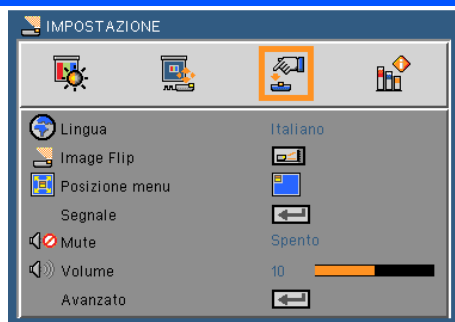 IMPOSTAZIONE
Lingua Italiano
Image Flip
Posizione menu
Segnale
Mute Spento
Volume 10
Avanzato